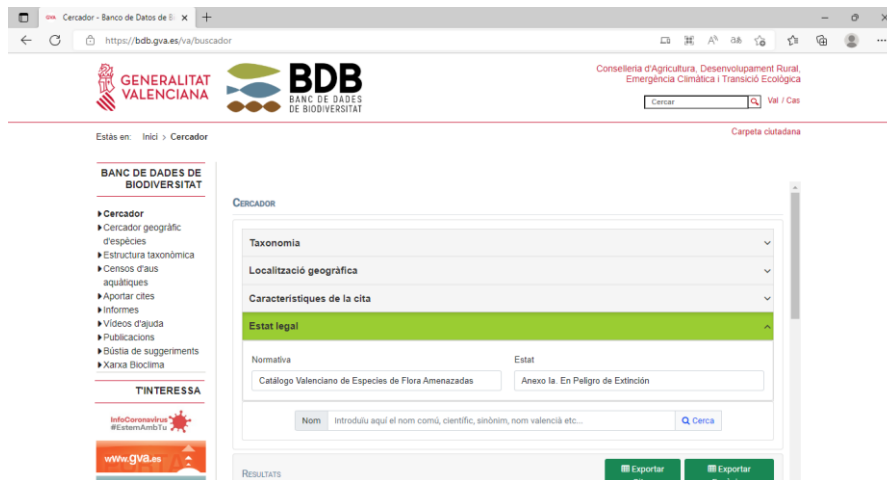 GVA Cercador - Banco de Datos de B
https://bdb.gva.es/va/buscador
GENERALITAT
VALENCIANA
BDB
BANC DE DADES
DE BIODIVERSITAT
Conselleria d'Agricultura, Desenvolupament Rural,
Emergència Climàtica i Transició Ecològica
Cercar
Val / Cas
Estàs en: Inici > Cercador
Carpeta ciutadana
BANC DE DADES DE
BIODIVERSITAT
Cercador
Cercador geogràfic
d'espècies
Estructura taxonòmica
Censos d'aus
aquàtiques
Aportar cites
Informes
Vídeos d'ajuda
Publicacions
Bústia de suggeriments
Xarxa Bioclima
T'INTERESSA
InfoCoronavirus
#EstemAmbTu
www.gva.es
CERCADOR
Taxonomia
Localització geogràfica
Característiques de la cita
Estat legal
Normativa
Estat
Catálogo Valenciano de Especies de Flora Amenazadas
Anexo Ia. En Peligro de Extinción
Nom Introduïu aquí el nom comú, científic, sinònim, nom valencià etc... Cerca
RESULTATS
Exportar
Exportar